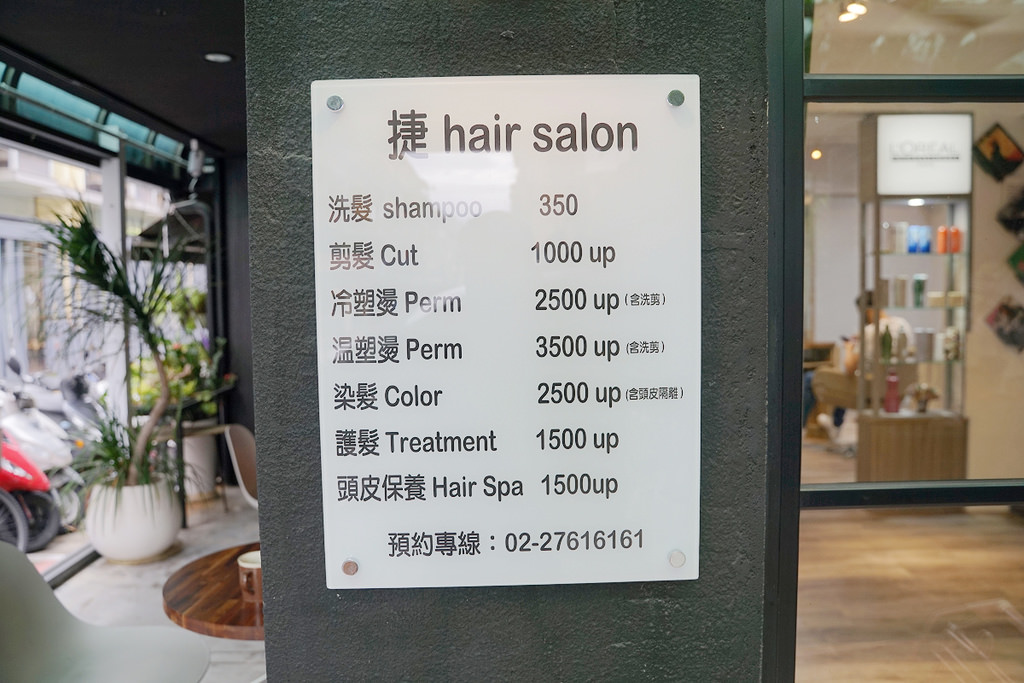 捷 hair salon
洗髮 shampoo 350
剪髮 Cut 1000 up
冷塑燙 Perm 2500 up (含洗剪)
温塑燙 Perm 3500 up (含洗剪)
染髮 Color 2500 up (含頭皮隔離)
護髮 Treatment 1500 up
頭皮保養 Hair Spa 1500up
預約專線：02-27616161
L'ORÉAL